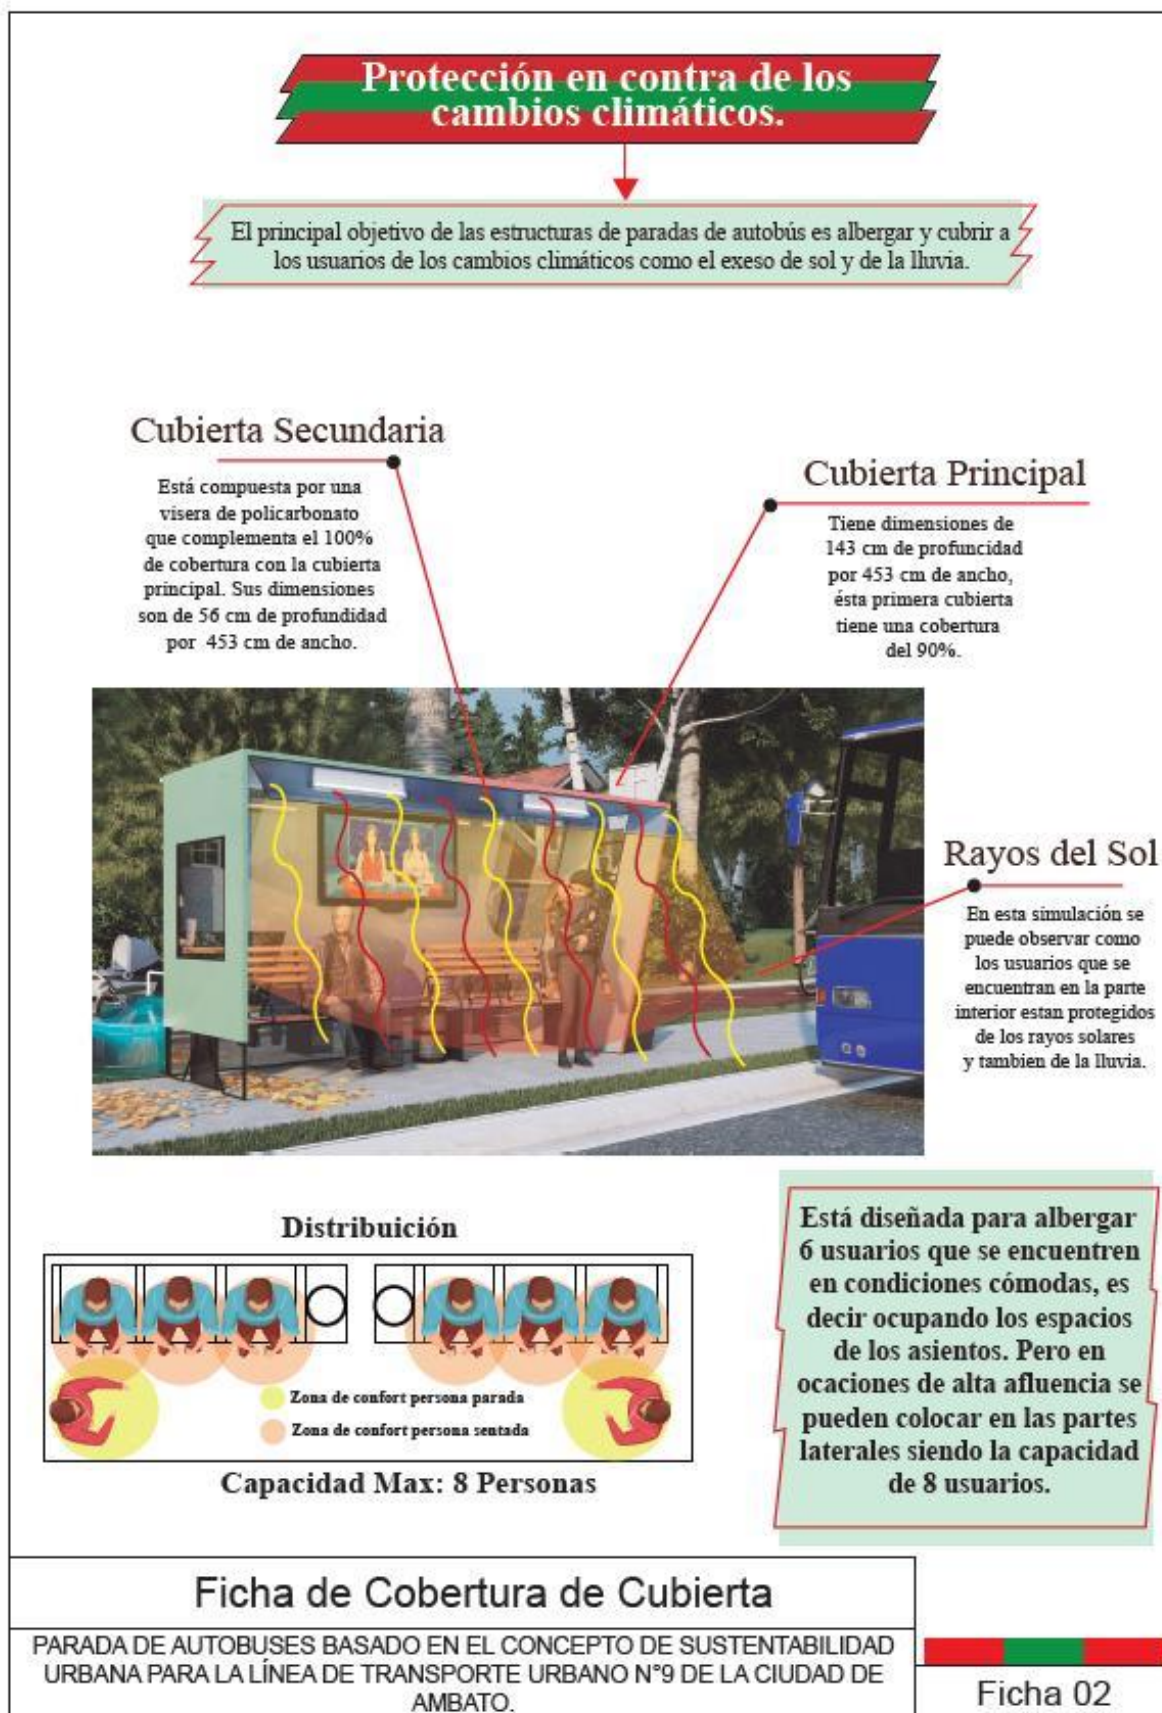 Protección en contra de los
cambios climáticos.
El principal objetivo de las estructuras de paradas de autobús es albergar y cubrir a
los usuarios de los cambios climáticos como el exeso de sol y de la lluvia.
Cubierta Secundaria
Está compuesta por una
visera de policarbonato
que complementa el 100%
de cobertura con la cubierta
principal. Sus dimensiones
son de 56 cm de profundidad
por 453 cm de ancho.
Cubierta Principal
Tiene dimensiones de
143 cm de profuncidad
por 453 cm de ancho,
ésta primera cubierta
tiene una cobertura
del 90%.
Rayos del Sol
En esta simulación se
puede observar como
los usuarios que se
encuentran en la parte
interior estan protegidos
de los rayos solares
y tambien de la lluvia.
Distribuición
Zona de confort persona parada
Zona de confort persona sentada
Capacidad Max: 8 Personas
Está diseñada para albergar
6 usuarios que se encuentren
en condiciones cómodas, es
decir ocupando los espacios
de los asientos. Pero en
ocaciones de alta afluencia se
pueden colocar en las partes
laterales siendo la capacidad
de 8 usuarios.
Ficha de Cobertura de Cubierta
PARADA DE AUTOBUSES BASADO EN EL CONCEPTO DE SUSTENTABILIDAD
URBANA PARA LA LÍNEA DE TRANSPORTE URBANO N°9 DE LA CIUDAD DE
AMBATO.
Ficha 02